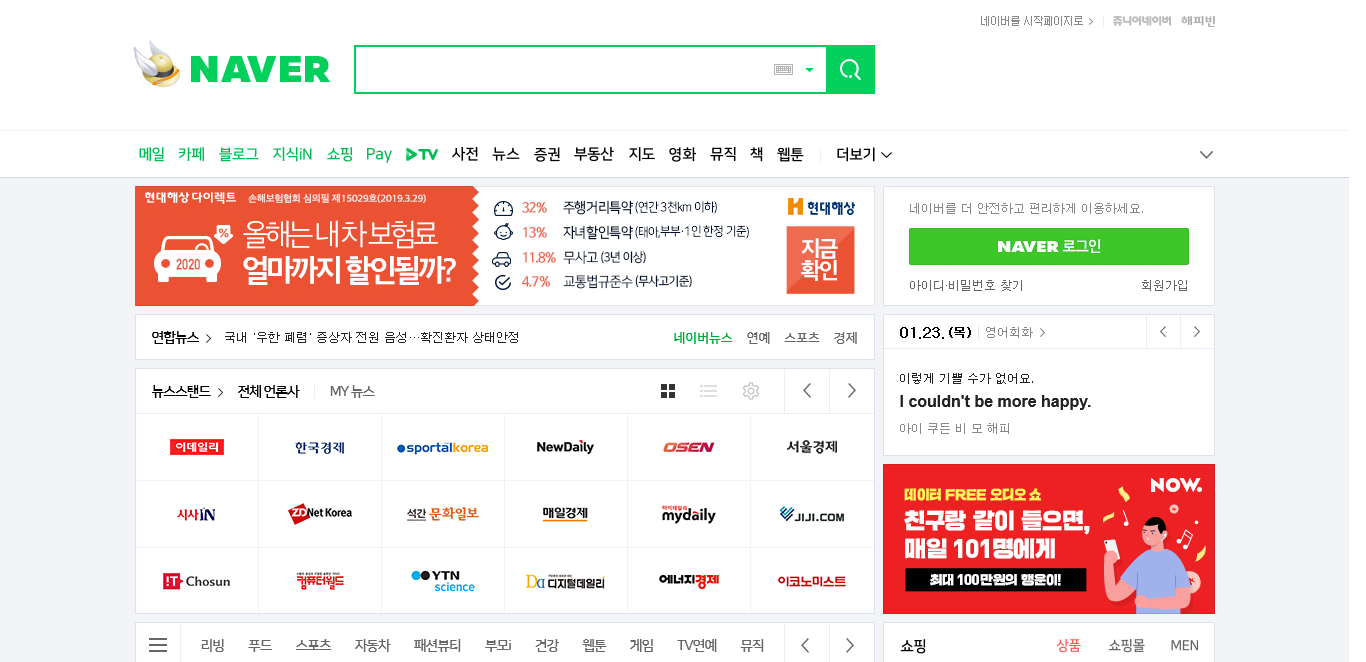 네이버를 시작페이지로 쥬니어네이버 해피빈
NAVER
메일 카페 블로그 지식iN 쇼핑 Pay TV 사전 뉴스 증권 부동산 지도 영화 뮤직 책 웹툰 더보기
현대해상 다이렉트 손해보험협회 심의필 제15029호(2019.3.29)
올해는 내 차 보험료
얼마까지 할인될까?
2020
%
32% 주행거리특약 (연간 3천km 이하)
13% 자녀할인특약 (태아,부부·1인 한정 기준)
11.8% 무사고 (3년 이상)
4.7% 교통법규준수 (무사고기준)
현대해상
지금
확인
네이버를 더 안전하고 편리하게 이용하세요.
NAVER 로그인
아이디·비밀번호 찾기 회원가입
연합뉴스 국내 '우한 폐렴' 증상자 전원 음성…확진환자 상태안정
네이버뉴스 연예 스포츠 경제
01.23. (목) 영어회화
이렇게 기쁠 수가 없어요.
I couldn't be more happy.
아이 쿠든 비 모 해피
뉴스스탠드 전체 언론사 MY 뉴스
이데일리 한국경제 sportalkorea NewDaily OSEN 서울경제
시사IN ZDNet Korea 석간 문화일보 매일경제 마이데일리 mydaily JIJI.COM
IT Chosun 컴퓨터월드 YTN science DD 디지털데일리 에너지경제 이코노미스트
NOW.
데이터 FREE 오디오 쇼
친구랑 같이 들으면,
매일 101명에게
최대 100만원의 행운이!
리빙 푸드 스포츠 자동차 패션뷰티 부모i 건강 웹툰 게임 TV연예 뮤직
쇼핑 상품 쇼핑몰 MEN